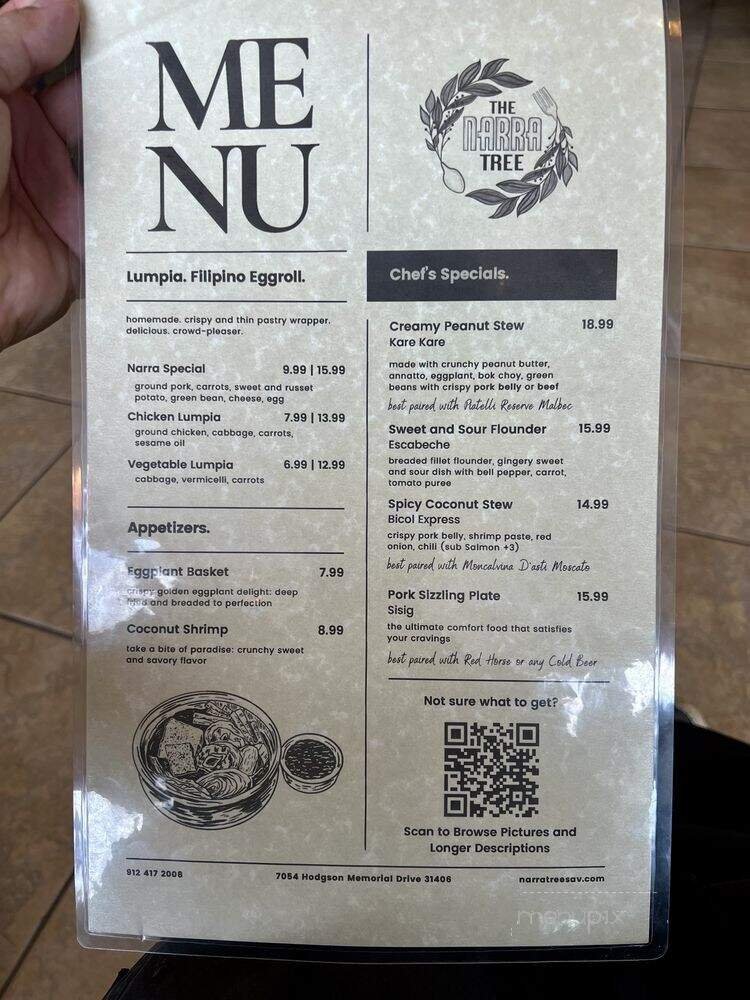 ME
NU
THE
NARRA
TREE
Lumpia. Filipino Eggroll.
homemade. crispy and thin pastry wrapper.
delicious. crowd-pleaser.
Narra Special 9.99 | 15.99
ground pork, carrots, sweet and russet
potato, green bean, cheese, egg
Chicken Lumpia 7.99 | 13.99
ground chicken, cabbage, carrots,
sesame oil
Vegetable Lumpia 6.99 | 12.99
cabbage, vermicelli, carrots
Appetizers.
Eggplant Basket 7.99
crispy golden eggplant delight: deep
fried and breaded to perfection
Coconut Shrimp 8.99
take a bite of paradise: crunchy sweet
and savory flavor
Chef's Specials.
Creamy Peanut Stew 18.99
Kare Kare
made with crunchy peanut butter,
annatto, eggplant, bok choy, green
beans with crispy pork belly or beef
best paired with Piatelli Reserve Malbec
Sweet and Sour Flounder 15.99
Escabeche
breaded fillet flounder, gingery sweet
and sour dish with bell pepper, carrot,
tomato puree
Spicy Coconut Stew 14.99
Bicol Express
crispy pork belly, shrimp paste, red
onion, chili (sub Salmon +3)
best paired with Moncalvina D'asti Moscato
Pork Sizzling Plate 15.99
Sisig
the ultimate comfort food that satisfies
your cravings
best paired with Red Horse or any Cold Beer
Not sure what to get?
Scan to Browse Pictures and
Longer Descriptions
912 417 2008 7054 Hodgson Memorial Drive 31406 narratreesav.com